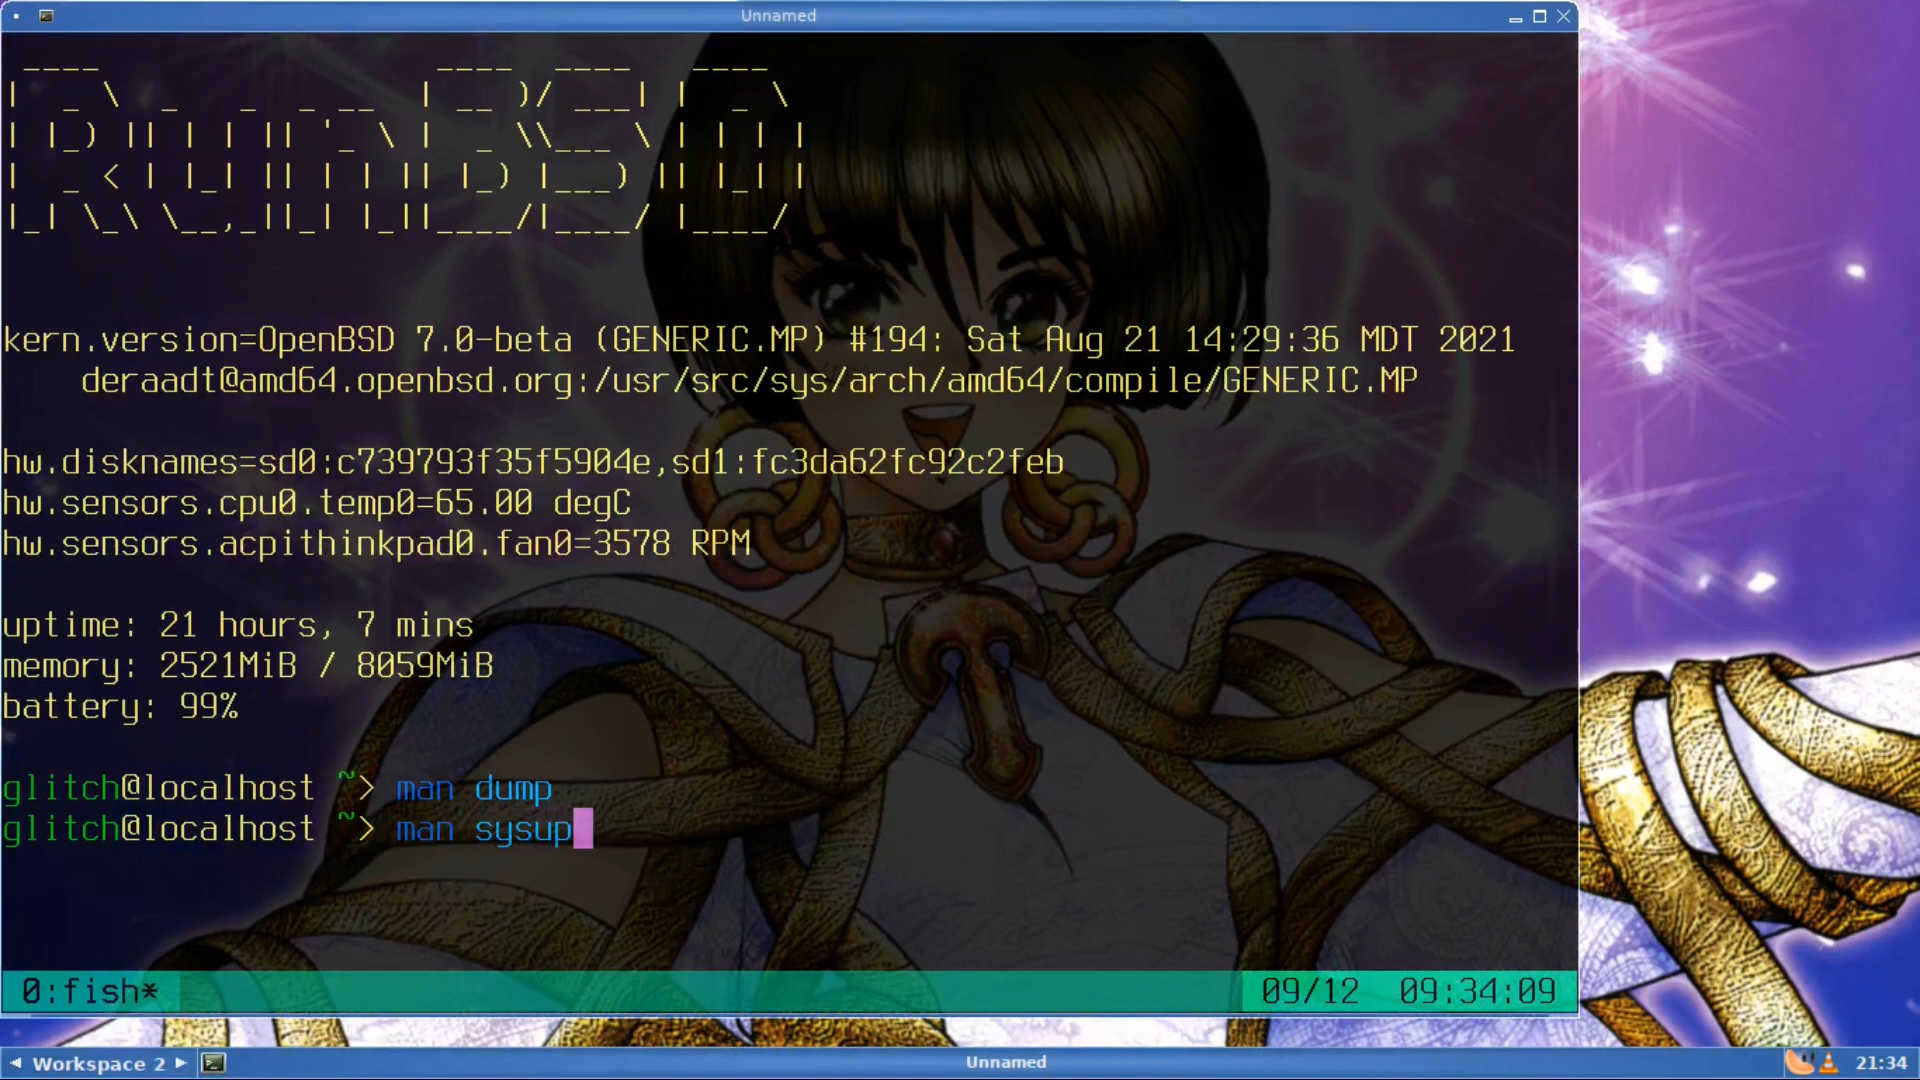 Unnamed
RunBSD
kern.version=OpenBSD 7.0-beta (GENERIC.MP) #194: Sat Aug 21 14:29:36 MDT 2021
deraadt@amd64.openbsd.org:/usr/src/sys/arch/amd64/compile/GENERIC.MP
hw.disknames=sd0:c739793f35f5904e,sd1:fc3da62fc92c2feb
hw.sensors.cpu0.temp0=65.00 degC
hw.sensors.acpithinkpad0.fan0=3578 RPM
uptime: 21 hours, 7 mins
memory: 2521MiB / 8059MiB
battery: 99%
glitch@localhost ~> man dump
glitch@localhost ~> man sysup
0:fish* 09/12 09:34:09
Workspace 2 Unnamed 21:34